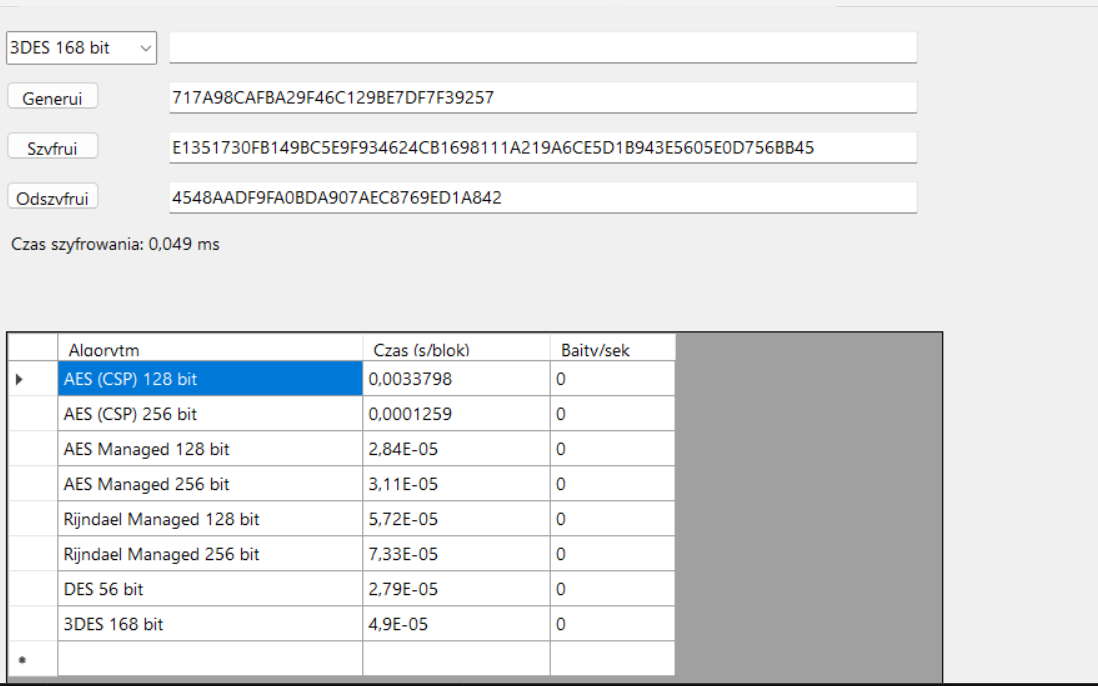 3DES 168 bit
Generuj 717A98CAFBA29F46C129BE7DF7F39257
Szyfruj E1351730FB149BC5E9F934624CB1698111A219A6CE5D1B943E5605E0D756BB45
Odszyfruj 4548AADF9FA0BDA907AEC8769ED1A842
Czas szyfrowania: 0,049 ms
Algorytm Czas (s/blok) Bajty/sek
AES (CSP) 128 bit 0,0033798 0
AES (CSP) 256 bit 0,0001259 0
AES Managed 128 bit 2,84E-05 0
AES Managed 256 bit 3,11E-05 0
Rijndael Managed 128 bit 5,72E-05 0
Rijndael Managed 256 bit 7,33E-05 0
DES 56 bit 2,79E-05 0
3DES 168 bit 4,9E-05 0